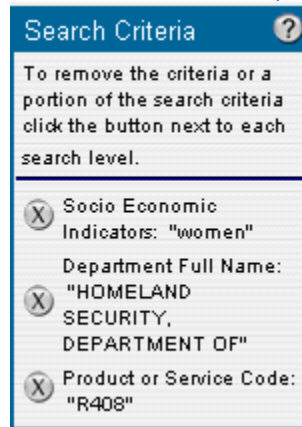 Search Criteria ?
To remove the criteria or a
portion of the search criteria
click the button next to each
search level.
X Socio Economic
Indicators: "women"
Department Full Name:
X "HOMELAND
SECURITY,
DEPARTMENT OF"
X Product or Service Code:
"R408"